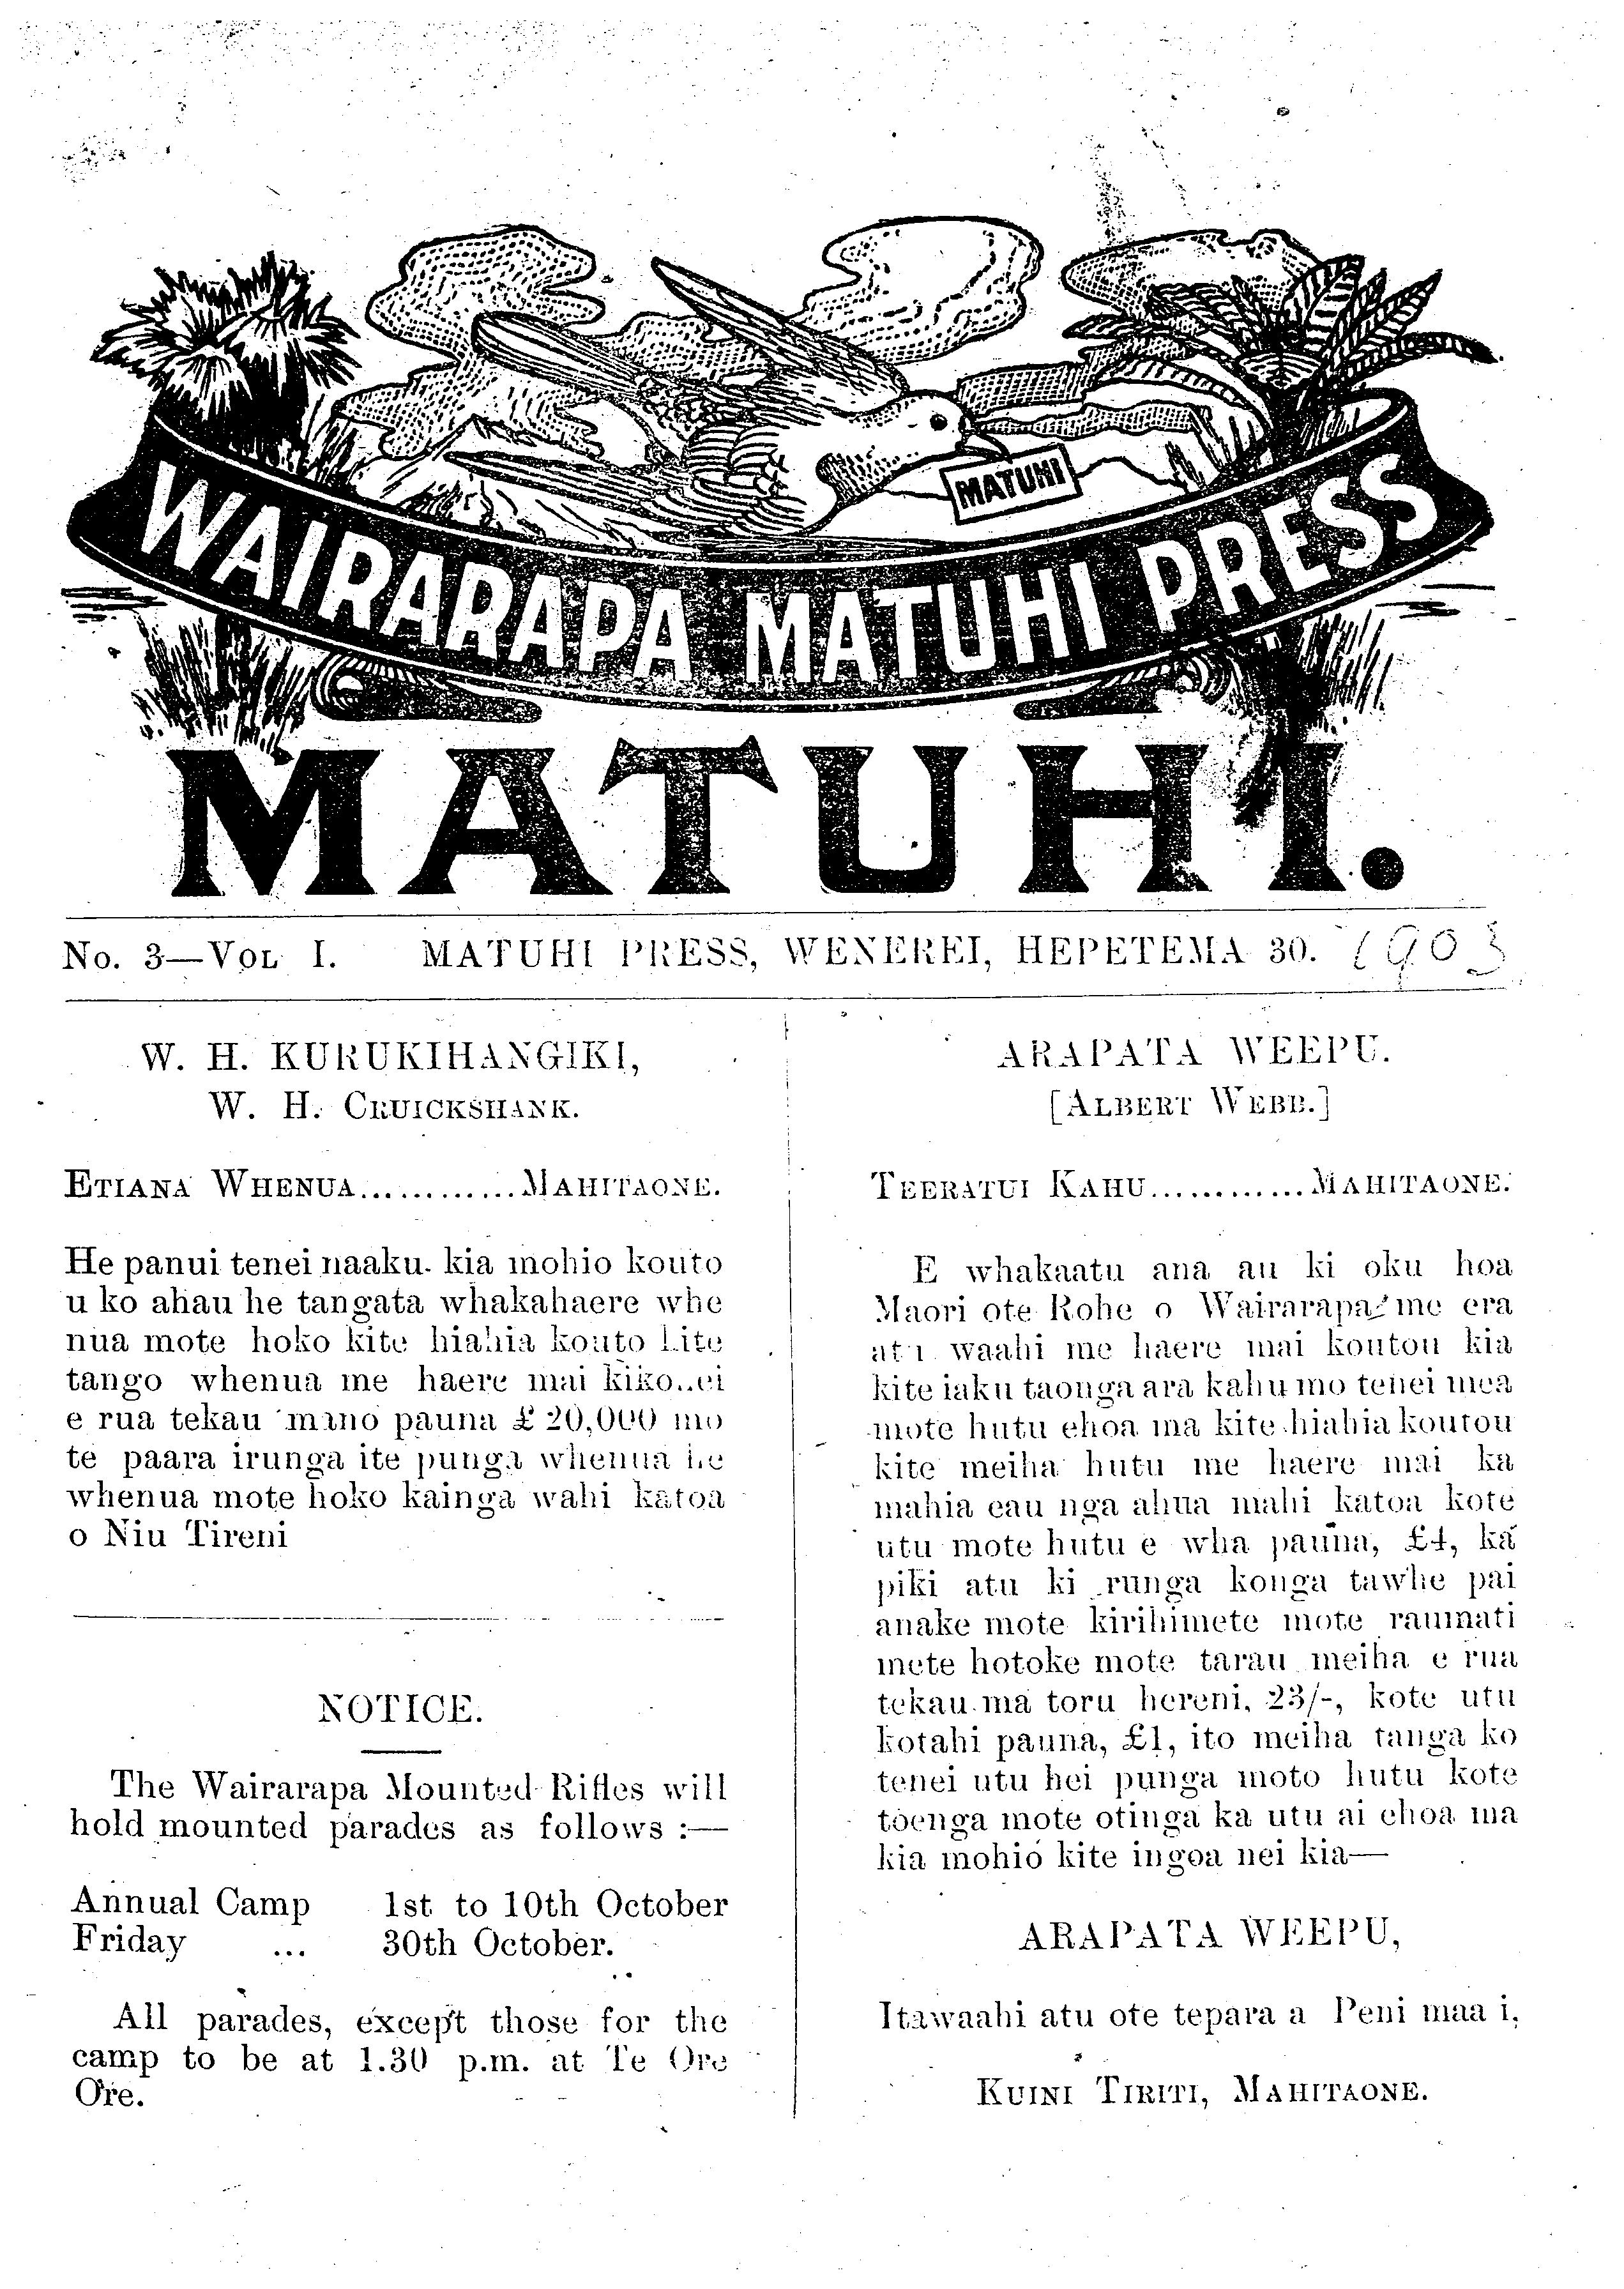 MATUHI
WAIRARAPA MATUHI PRESS
MATUHI.
No. 3—Vol I. MATUHI PRESS, WENEREI, HEPETEMA 30. 1903
W. H. KURUKIHANGIKI,
W. H. Cruickshank.
Etiana Whenua............Mahitaone.
He panui tenei naaku. kia mohio kouto
u ko ahau he tangata whakahaere whe
nua mote hoko kite hiahia kouto kite
tango whenua me haere mai
e rua tekau mano pauna £20,000 mo
te paara irunga ite punga whenua he
whenua mote hoko kainga wahi katoa
o Niu Tireni
NOTICE.
The Wairarapa Mounted Rifles will
hold mounted parades as follows :—
Annual Camp 1st to 10th October
Friday ... 30th October.
All parades, except those for the
camp to be at 1.30 p.m. at Te Ore
Ore.
ARAPATA WEEPU.
[Albert Webb.]
Teeratui Kahu............Mahitaone.
E whakaatu ana au ki oku hoa
Maori ote Rohe o Wairarapa me era
waahi me haere mai koutou kia
kite iaku taonga ara kahu mo tenei mea
mote hutu ehoa ma kite hiahia koutou
kite meiha hutu me haere mai ka
mahia eau nga ahua mahi katoa kote
utu mote hutu e wha pauna, £4, ka
piki atu ki runga konga tawhe pai
anake mote kirihimete mote raumati
mete hotoke mote tarau meiha e rua
tekau ma toru hereni, 23/-, kote utu
kotahi pauna, £1, ito meiha tanga ko
tenei utu hei punga moto hutu kote
toenga mote otinga ka utu ai ehoa ma
kia mohio kite ingoa nei kia—
ARAPATA WEEPU,
Itawaahi atu ote tepara a Peni maa i,
Kuini Tiriti, Mahitaone.